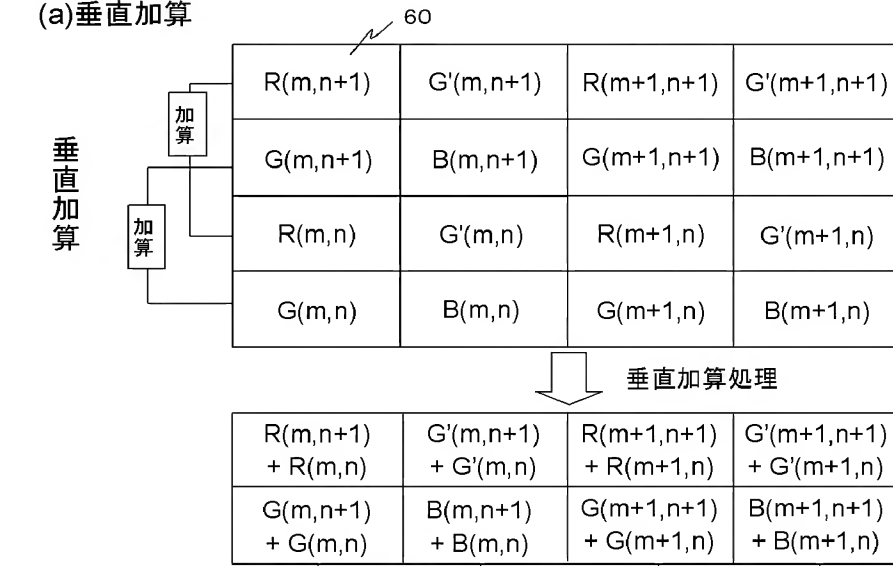 (a)垂直加算
60
R(m,n+1) G'(m,n+1) R(m+1,n+1) G'(m+1,n+1)
加算
G(m,n+1) B(m,n+1) G(m+1,n+1) B(m+1,n+1)
垂直加算
加算
R(m,n) G'(m,n) R(m+1,n) G'(m+1,n)
G(m,n) B(m,n) G(m+1,n) B(m+1,n)
垂直加算処理
R(m,n+1) G'(m,n+1) R(m+1,n+1) G'(m+1,n+1)
+ R(m,n) + G'(m,n) + R(m+1,n) + G'(m+1,n)
G(m,n+1) B(m,n+1) G(m+1,n+1) B(m+1,n+1)
+ G(m,n) + B(m,n) + G(m+1,n) + B(m+1,n)